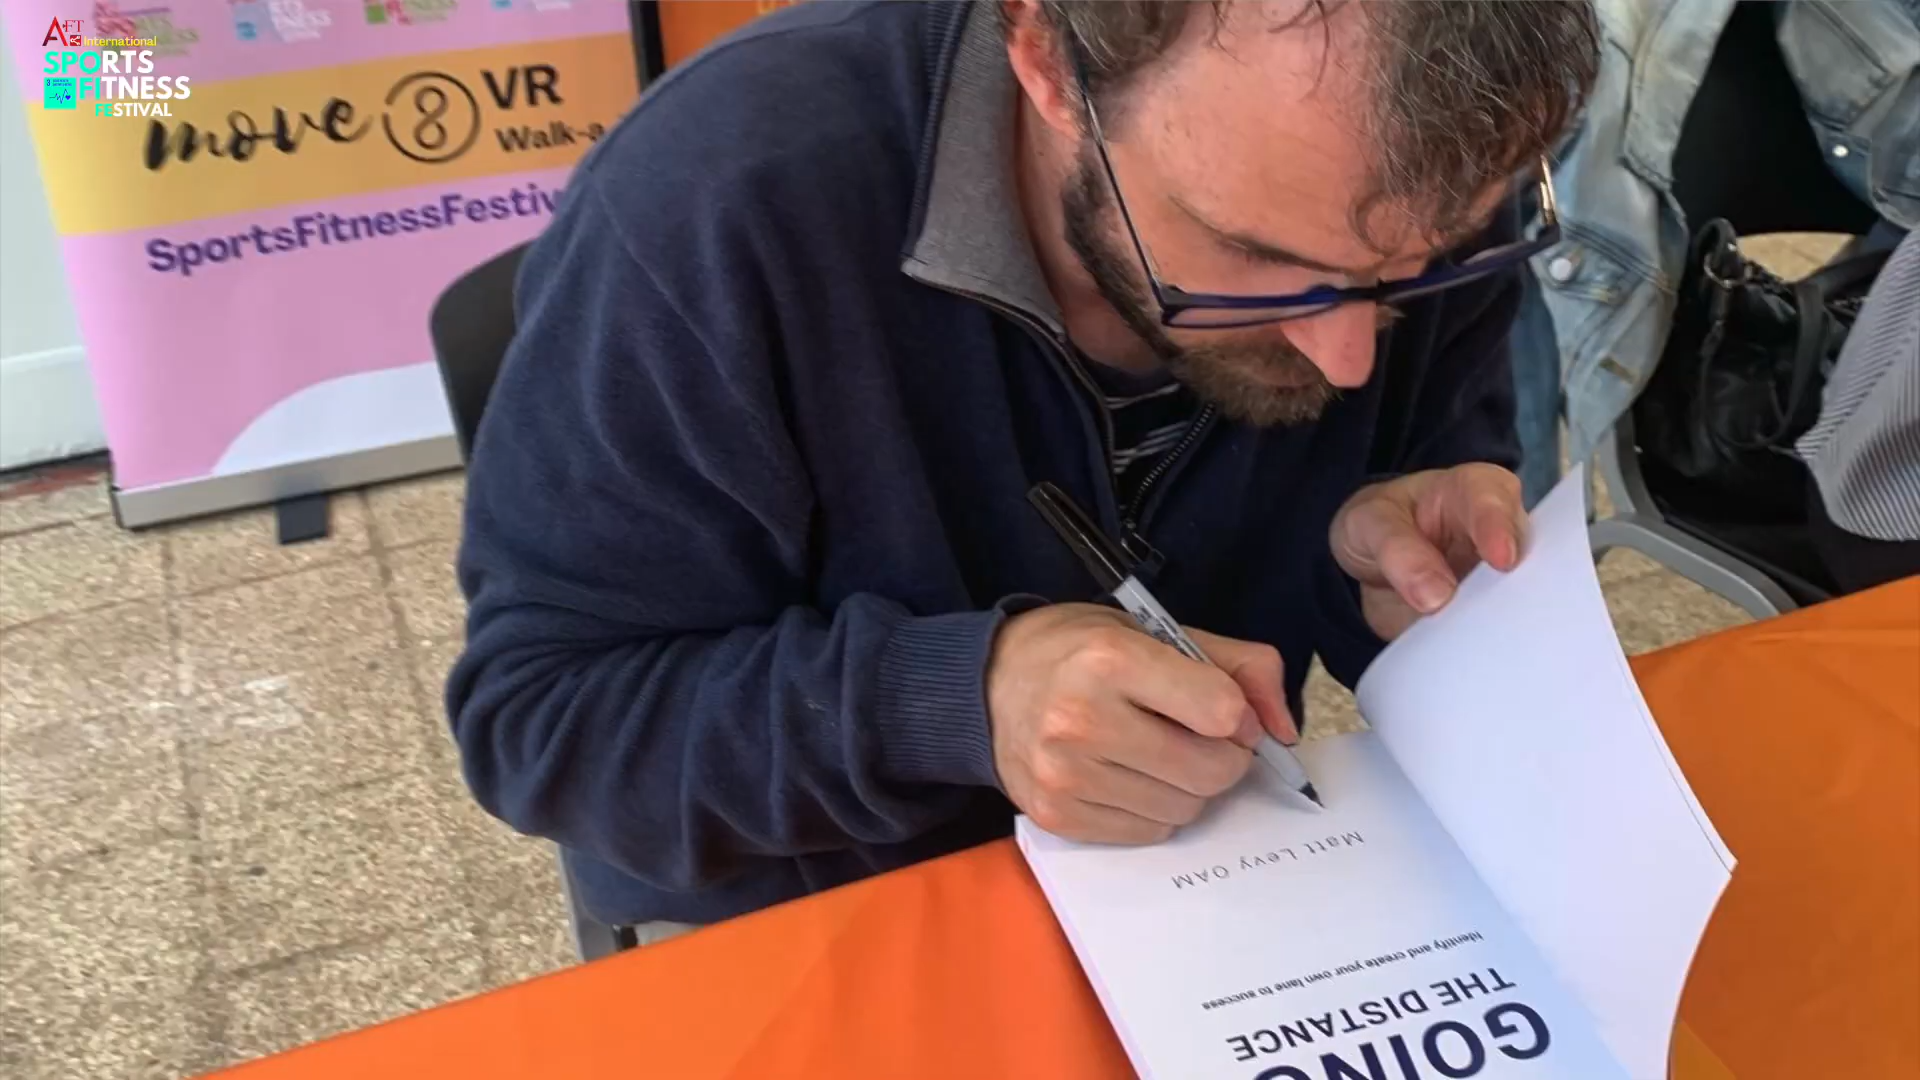 AFT
International
SPORTS
FITNESS
FESTIVAL
move 8 VR
Walk-a
SportsFitnessFestiv
GOING
THE DISTANCE
Identify and create your own lane to success
Matt Levy OAM